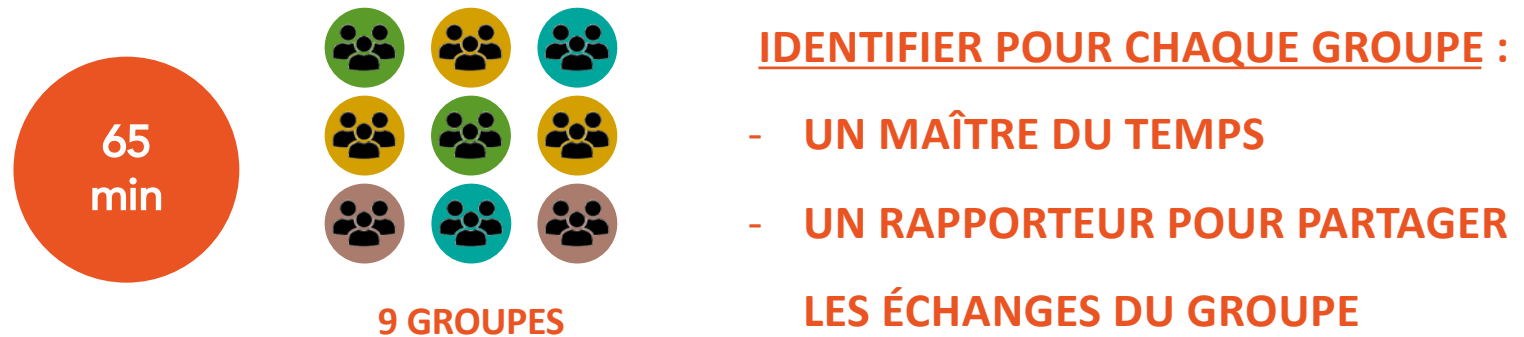 65
min
9 GROUPES
IDENTIFIER POUR CHAQUE GROUPE :
- UN MAÎTRE DU TEMPS
- UN RAPPORTEUR POUR PARTAGER
LES ÉCHANGES DU GROUPE